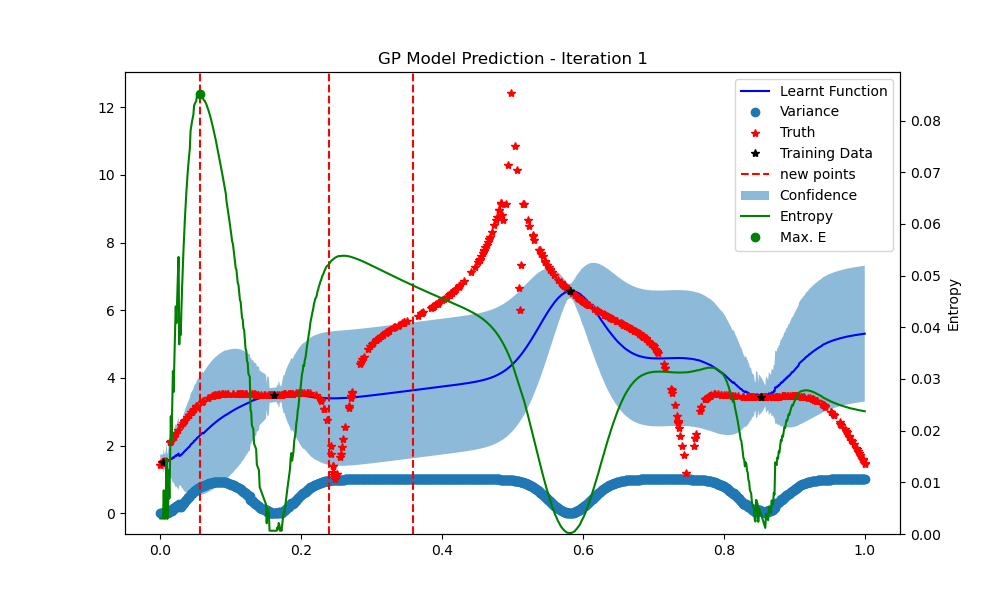 GP Model Prediction - Iteration 1
Learnt Function
Variance
Truth
Training Data
new points
Confidence
Entropy
Max. E
12
10
8
6
4
2
0
0.08
0.07
0.06
0.05
0.04
0.03
0.02
0.01
0.00
Entropy
0.0
0.2
0.4
0.6
0.8
1.0